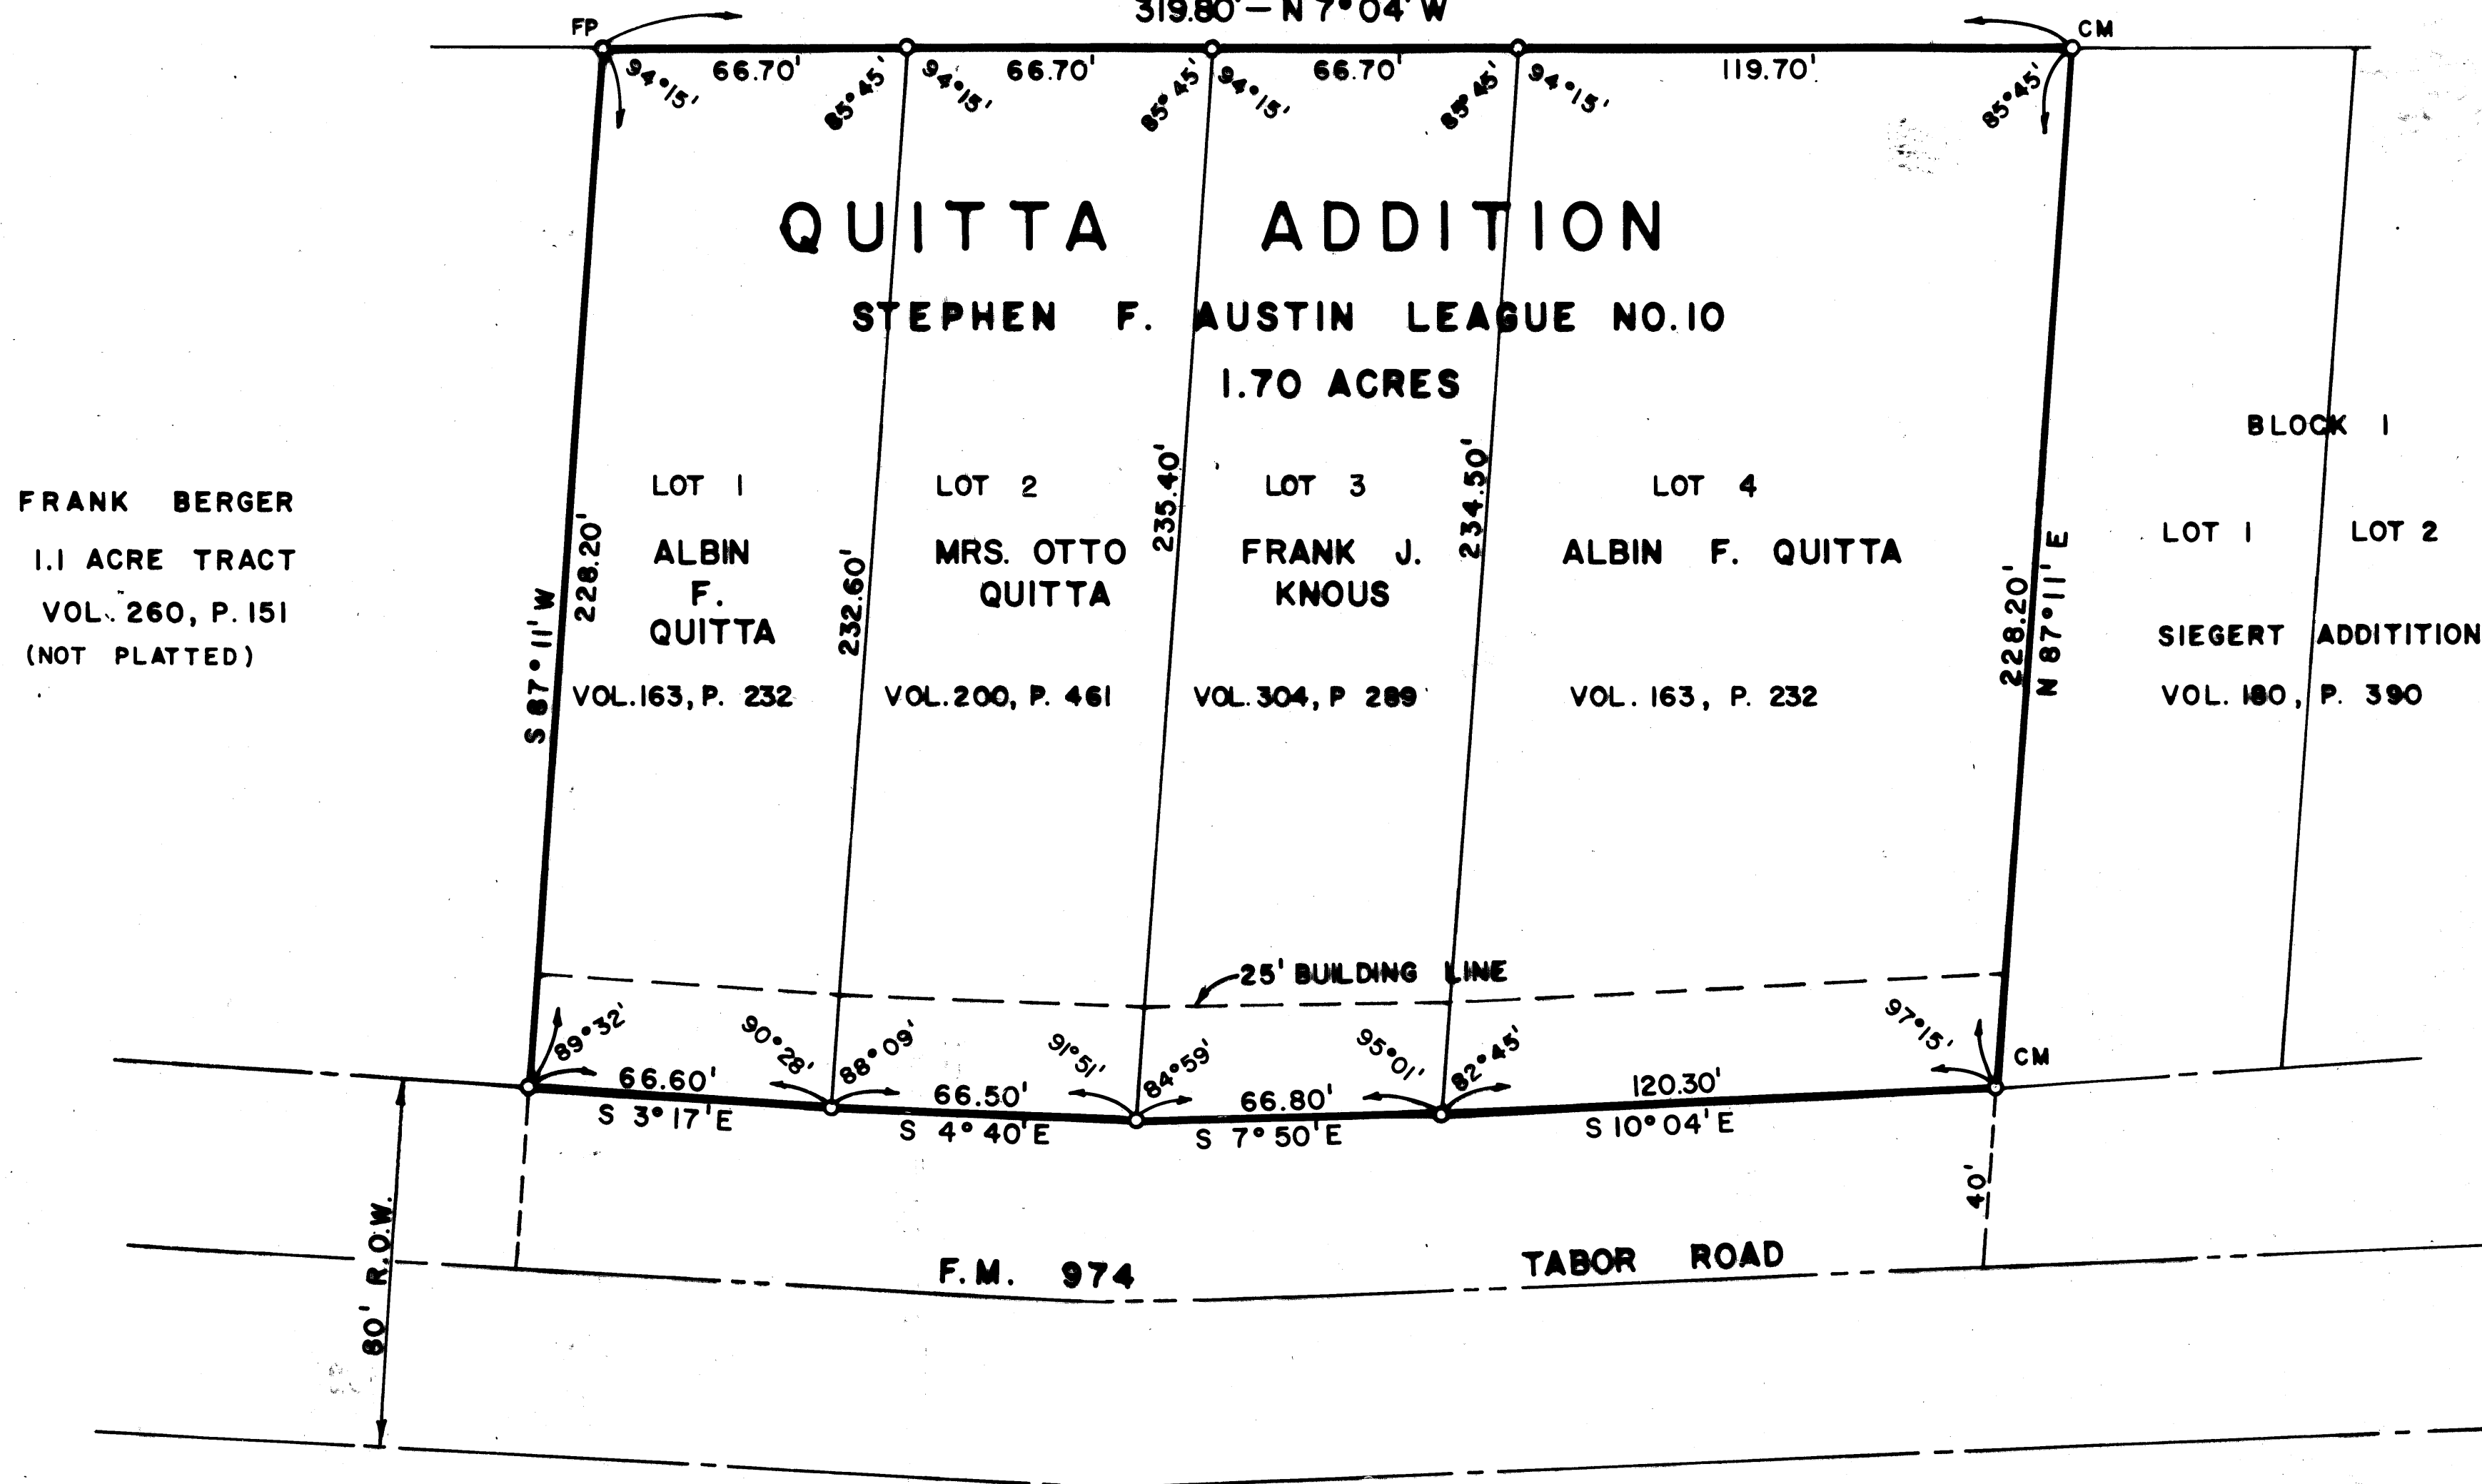 319.80' — N 7° 04' W
FP
CM
66.70'
66.70'
66.70'
119.70'
94°15'
85°45'
94°15'
85°45'
94°15'
85°45'
94°15'
85°45'
QUITTA ADDITION
STEPHEN F. AUSTIN LEAGUE NO. 10
1.70 ACRES
FRANK BERGER
1.1 ACRE TRACT
VOL. 260, P. 151
(NOT PLATTED)
S 87° 11' W
228.20'
LOT 1
ALBIN
F.
QUITTA
VOL. 163, P. 232
232.60'
LOT 2
MRS. OTTO
QUITTA
VOL. 200, P. 461
235.40'
LOT 3
FRANK J.
KNOUS
VOL. 304, P 289
234.50'
LOT 4
ALBIN F. QUITTA
VOL. 163, P. 232
228.20'
N 87° 11' E
BLOCK 1
LOT 1
LOT 2
SIEGERT ADDITITION
VOL. 180, P. 390
25' BUILDING LINE
89°32'
90°28'
88°09'
91°51'
84°59'
95°01'
82°45'
97°15'
CM
66.60'
S 3° 17' E
66.50'
S 4° 40' E
66.80'
S 7° 50' E
120.30'
S 10° 04' E
80' R.O.W.
40'
F.M. 974
TABOR ROAD